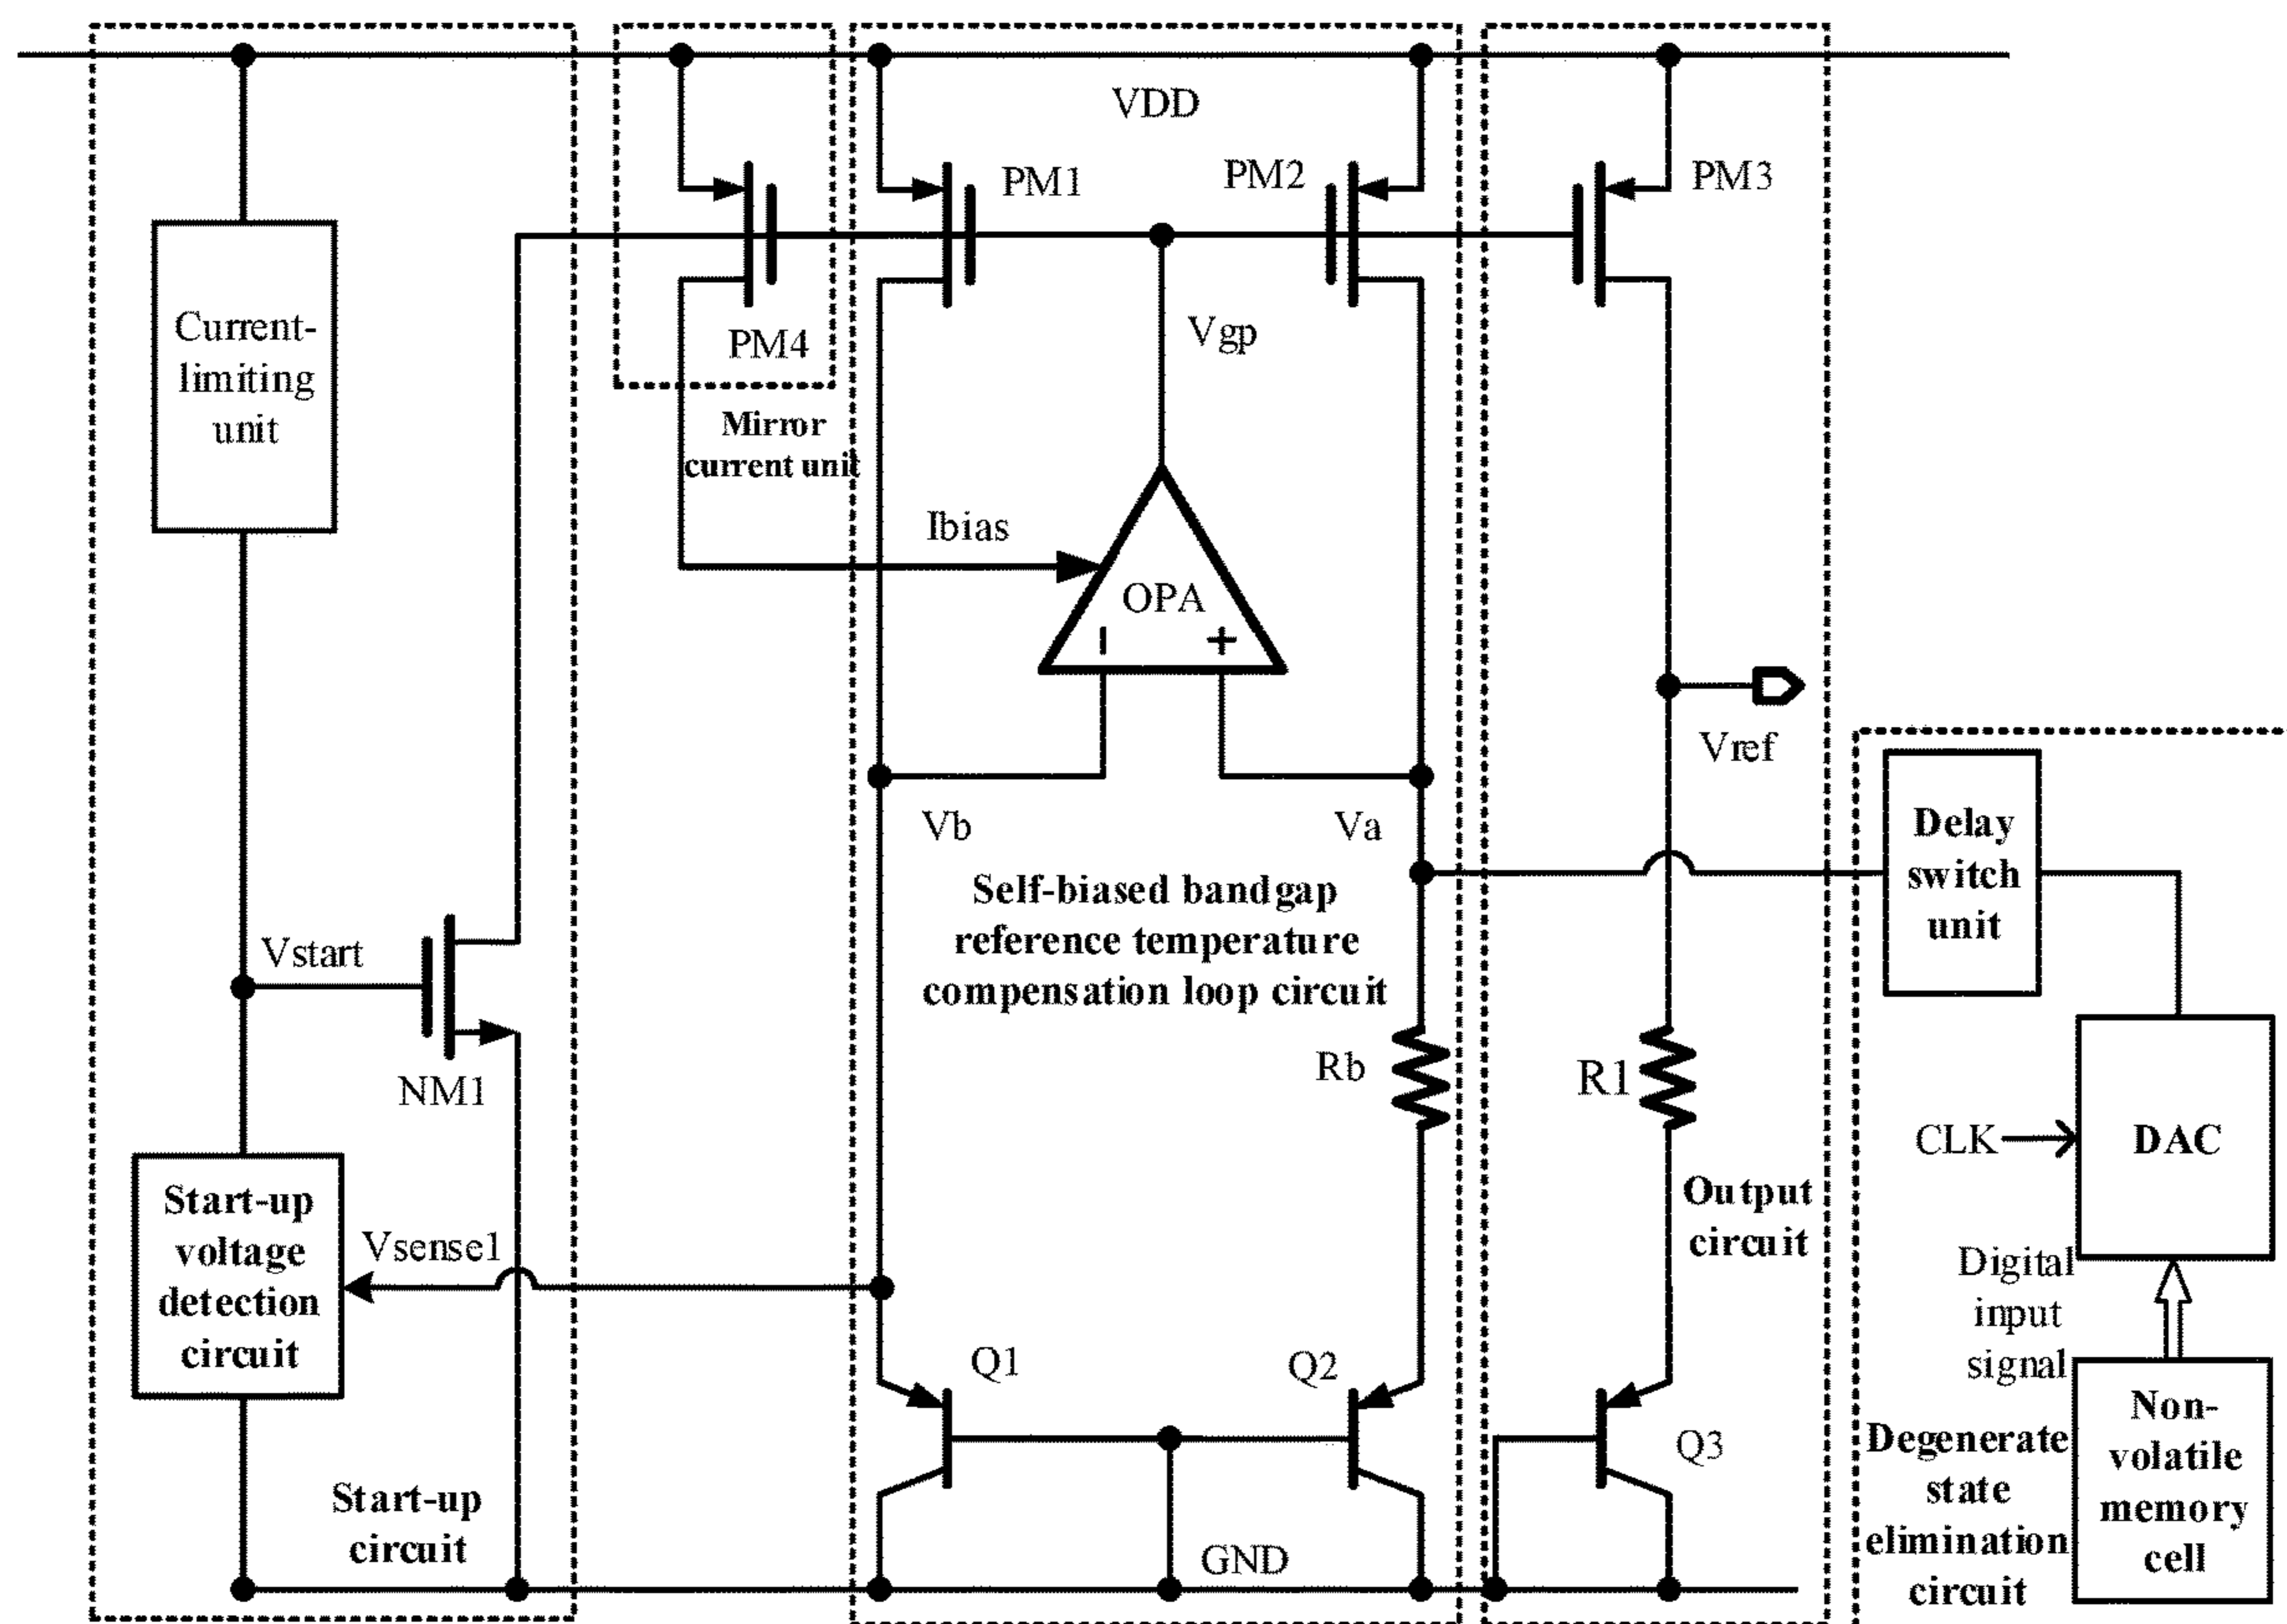 VDD
PM1
PM2
PM3
PM4
Current-
limiting
unit
Vgp
Mirror
current unit
Ibias
OPA
Vref
Vb
Va
Delay
switch
unit
Self-biased bandgap
reference temperature
compensation loop circuit
Vstart
NM1
Rb
R1
CLK
DAC
Start-up
voltage
detection
circuit
Vsense1
Output
circuit
Digital
input
signal
Q1
Q2
Q3
Non-
volatile
memory
cell
Degenerate
state
elimination
circuit
Start-up
circuit
GND